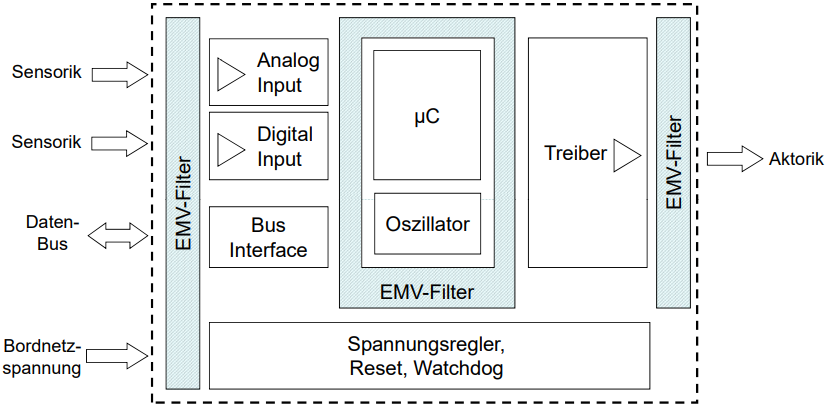 Sensorik
Sensorik
Daten-
Bus
Bordnetz-
spannung
EMV-Filter
Analog
Input
Digital
Input
Bus
Interface
µC
Oszillator
EMV-Filter
Treiber
EMV-Filter
Aktorik
Spannungsregler,
Reset, Watchdog